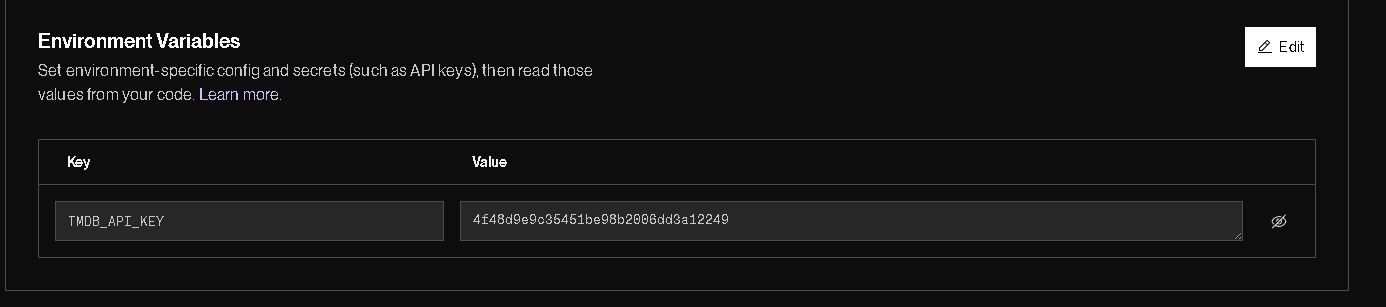 Environment Variables
Edit
Set environment-specific config and secrets (such as API keys), then read those
values from your code. Learn more.
Key Value
TMDB_API_KEY 4f48d9e9c35451be98b2006dd3a12249